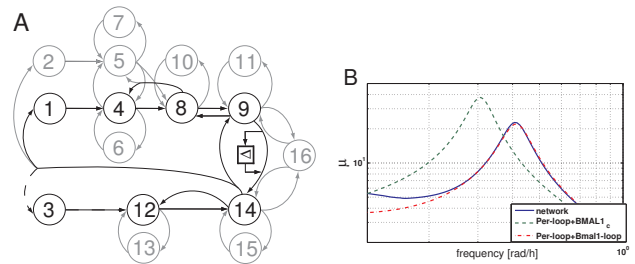 A
7
2
5
10
11
1
4
8
9
6
Δ
16
3
12
14
13
15
B
μ
10¹
network
Per-loop+BMAL1c
Per-loop+Bmal1-loop
frequency [rad/h]
10⁰